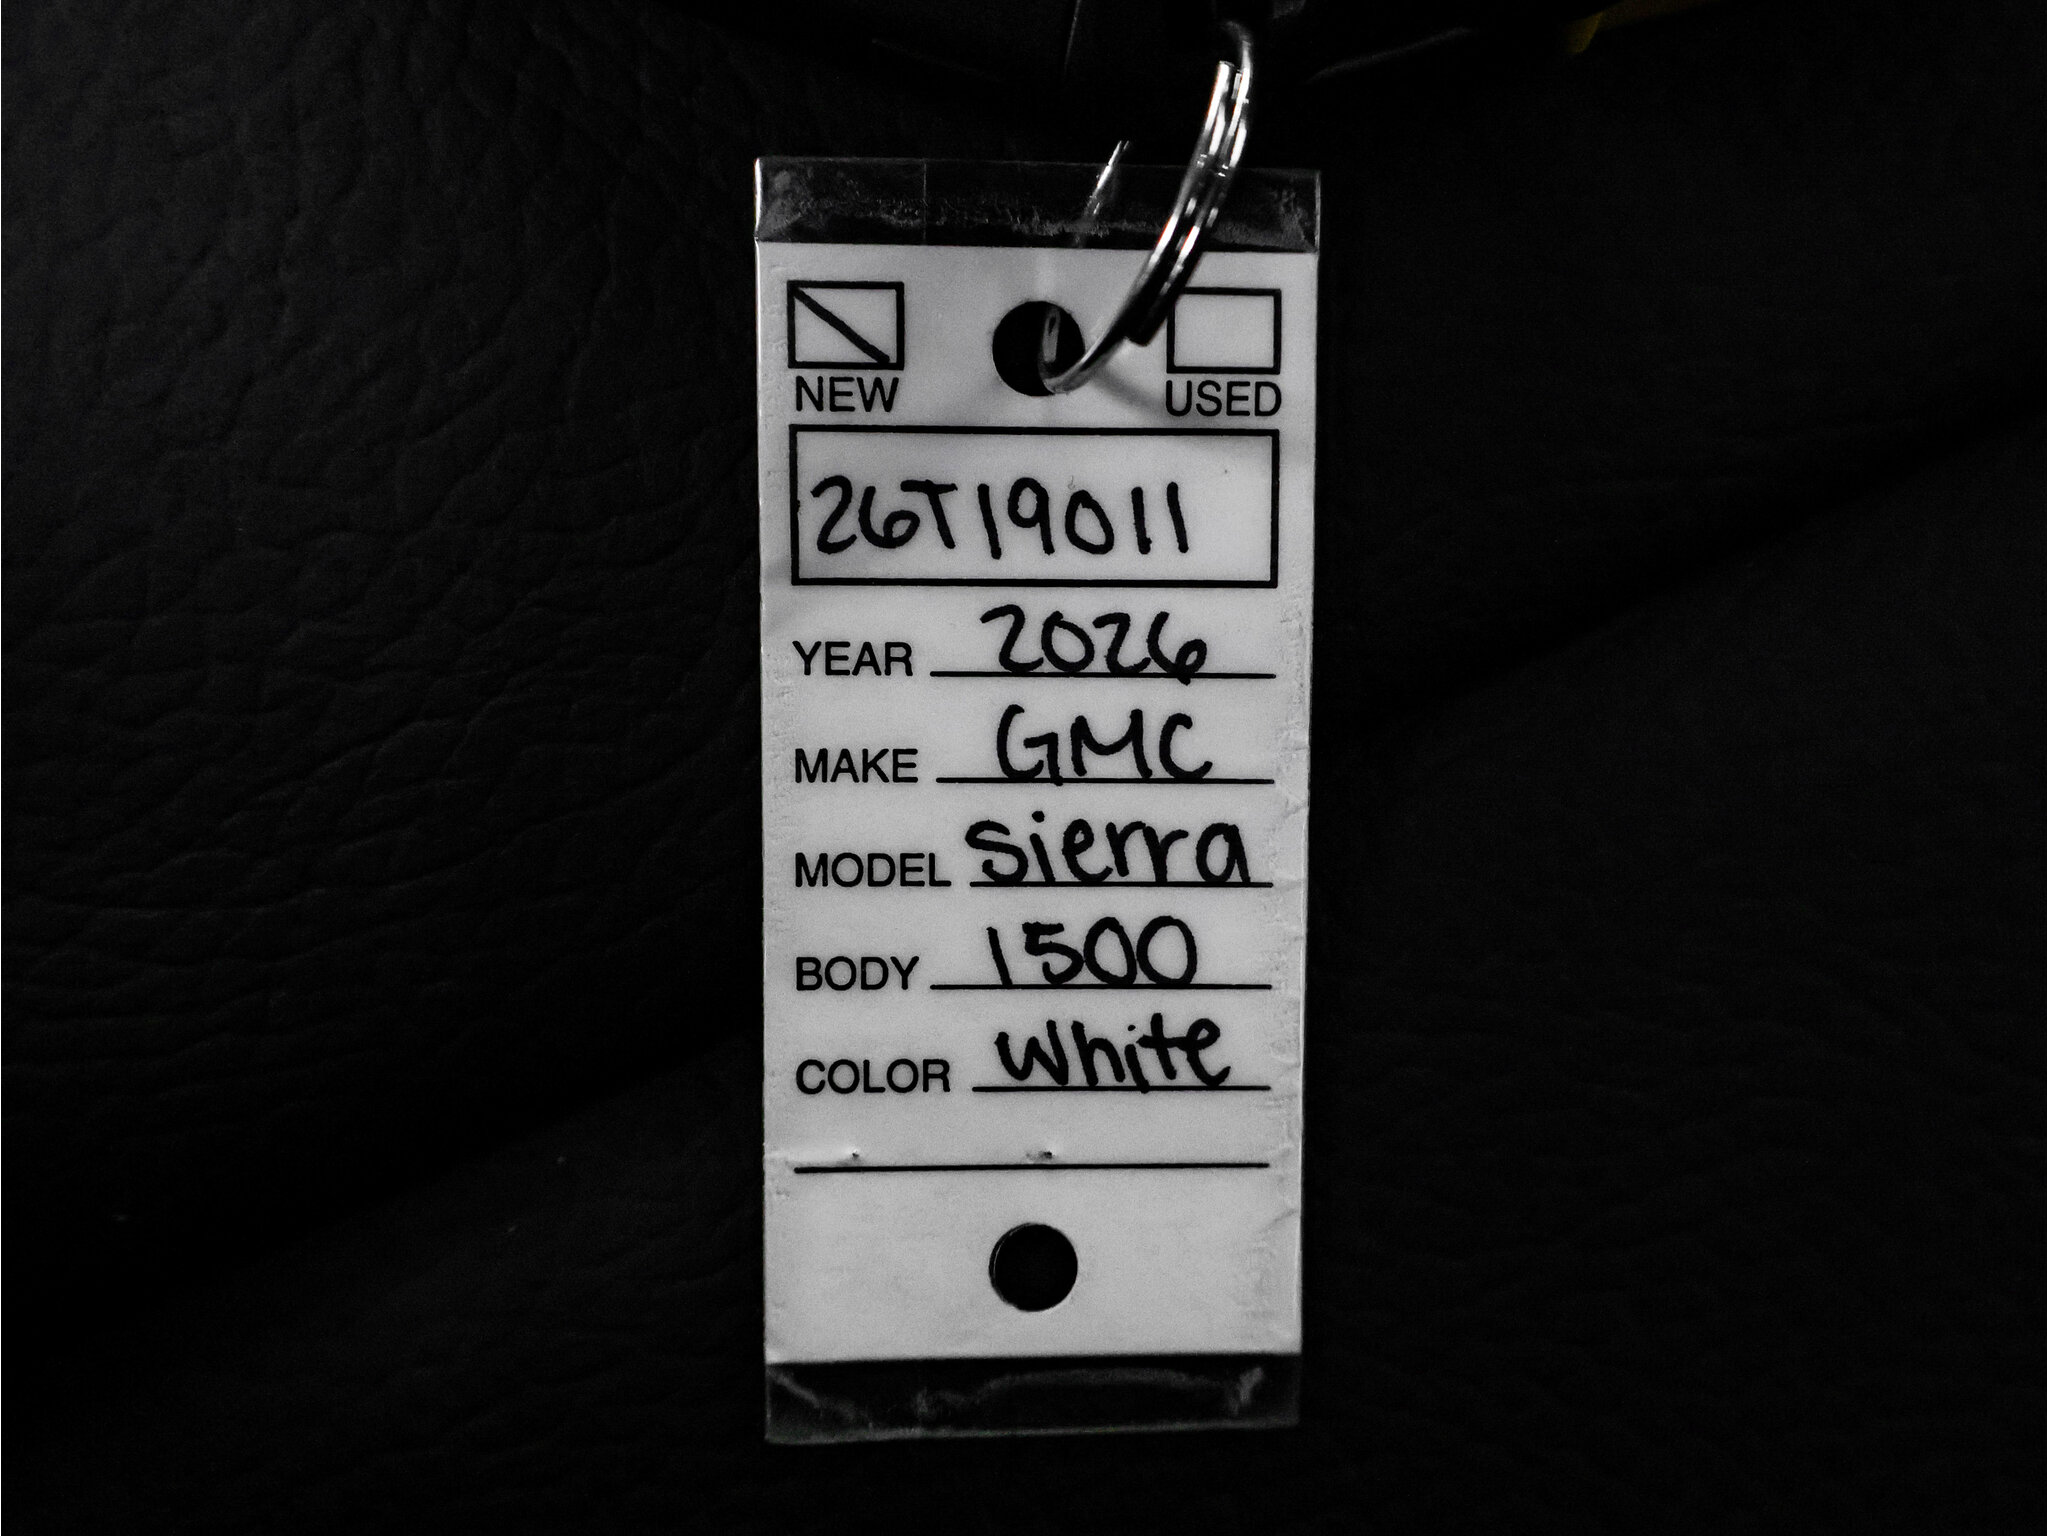 NEW USED
26T19011
YEAR 2026
MAKE GMC
MODEL Sierra
BODY 1500
COLOR White